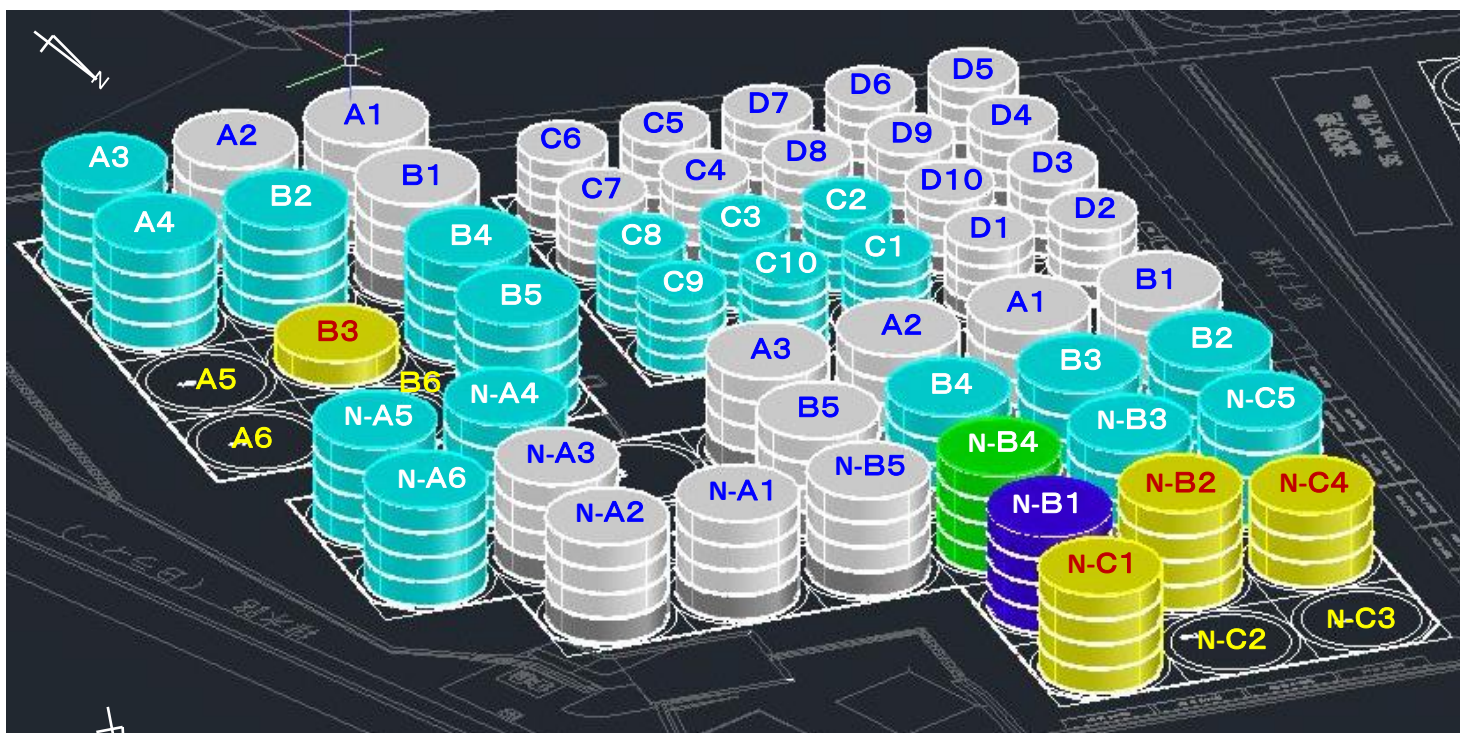 N
D5
D6
D7
D4
A1
C5
D9
A2
C6
D8
D3
A3
C4
D10
B1
C7
D2
B2
C2
A4
C3
D1
B4
C8
C1
C10
B1
C9
B5
A1
A2
B2
B3
A3
B3
A5
B6
B4
N-A4
N-C5
B5
N-A5
N-B3
A6
N-B4
N-A3
N-B5
N-A6
N-B2
N-C4
N-A1
N-B1
N-A2
N-C1
N-C3
N-C2